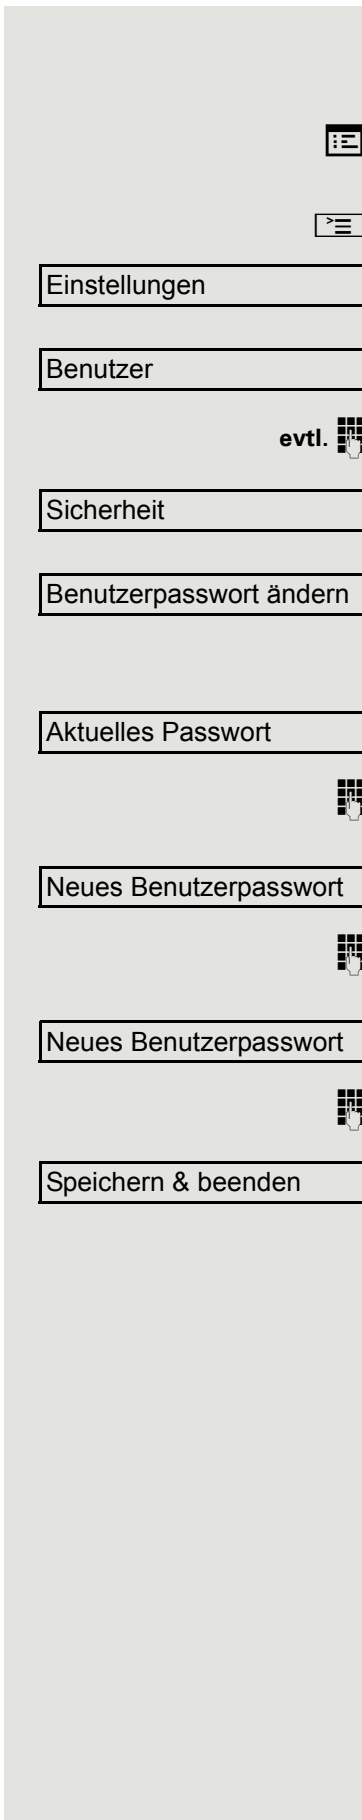 Einstellungen
Benutzer
evtl.
Sicherheit
Benutzerpasswort ändern
Aktuelles Passwort
Neues Benutzerpasswort
Neues Benutzerpasswort
Speichern & beenden